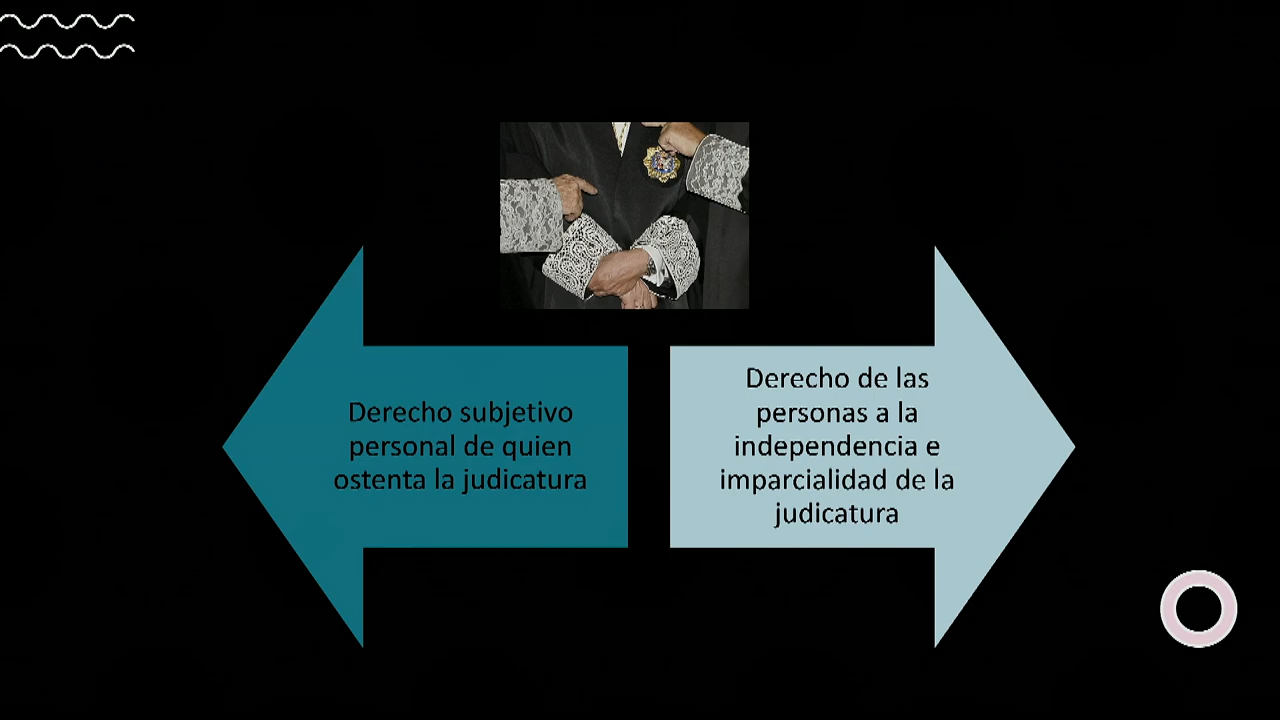 Derecho subjetivo
personal de quien
ostenta la judicatura
Derecho de las
personas a la
independencia e
imparcialidad de la
judicatura